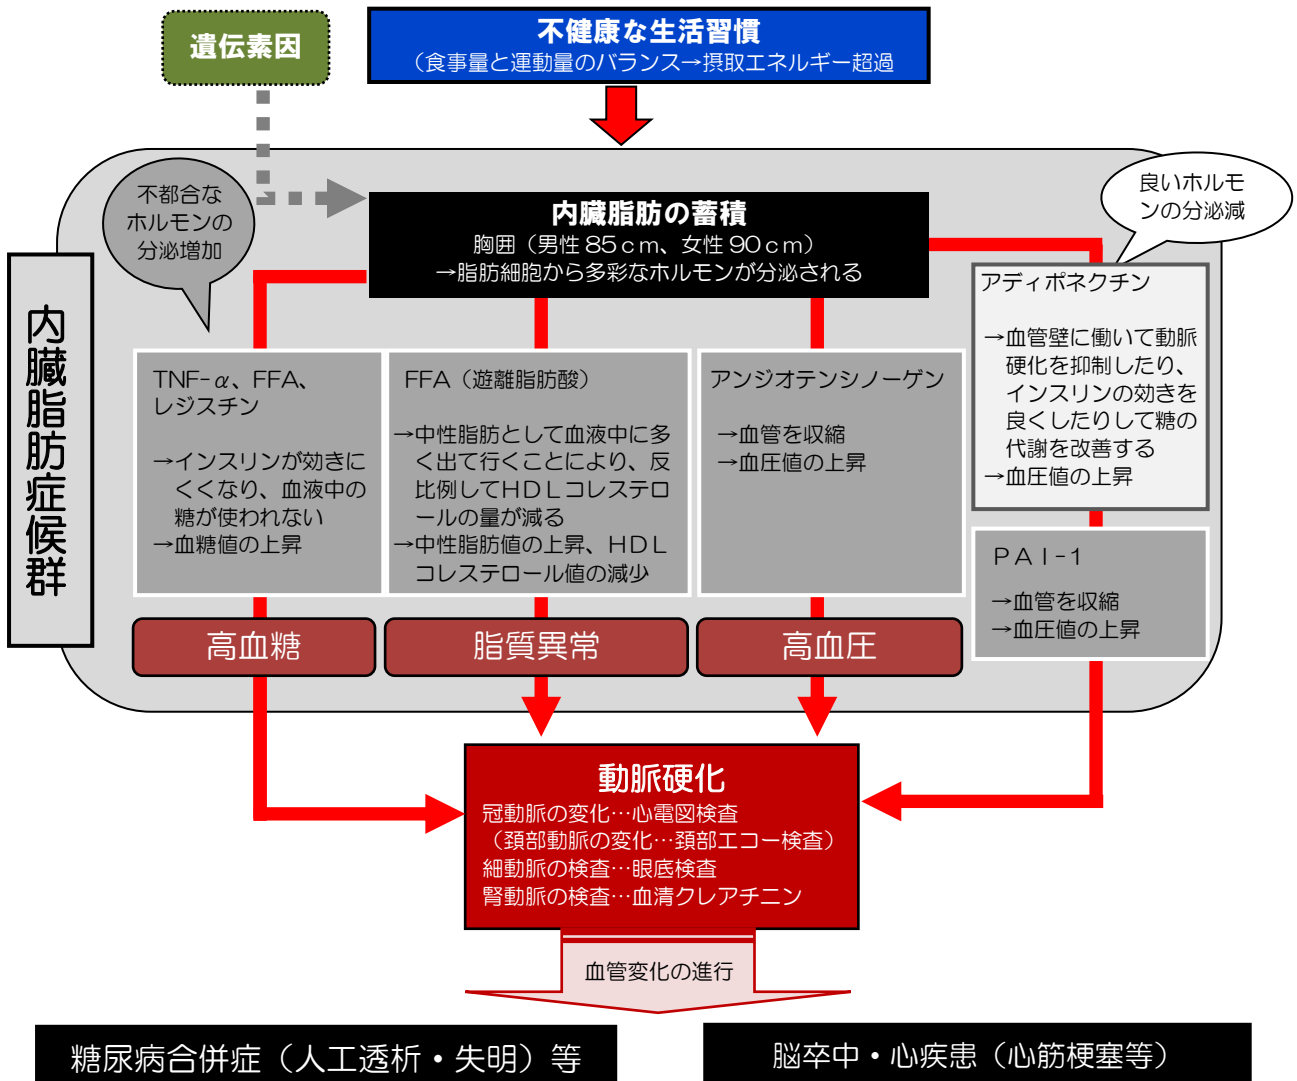 遺伝素因
不健康な生活習慣
（食事量と運動量のバランス→摂取エネルギー超過
不都合な
ホルモンの
分泌増加
良いホルモ
ンの分泌減
内臓脂肪の蓄積
胸囲（男性85cm、女性90cm）
→脂肪細胞から多彩なホルモンが分泌される
内臓脂肪症候群
TNF-α、FFA、
レジスチン
→インスリンが効きに
くくなり、血液中の
糖が使われない
→血糖値の上昇
FFA（遊離脂肪酸）
→中性脂肪として血液中に多
く出て行くことにより、反
比例してHDLコレステロ
ールの量が減る
→中性脂肪値の上昇、HDL
コレステロール値の減少
アンジオテンシノーゲン
→血管を収縮
→血圧値の上昇
アディポネクチン
→血管壁に働いて動脈
硬化を抑制したり、
インスリンの効きを
良くしたりして糖の
代謝を改善する
→血圧値の上昇
PAI-1
→血管を収縮
→血圧値の上昇
高血糖
脂質異常
高血圧
動脈硬化
冠動脈の変化…心電図検査
（頚部動脈の変化…頚部エコー検査）
細動脈の検査…眼底検査
腎動脈の検査…血清クレアチニン
血管変化の進行
糖尿病合併症（人工透析・失明）等
脳卒中・心疾患（心筋梗塞等）